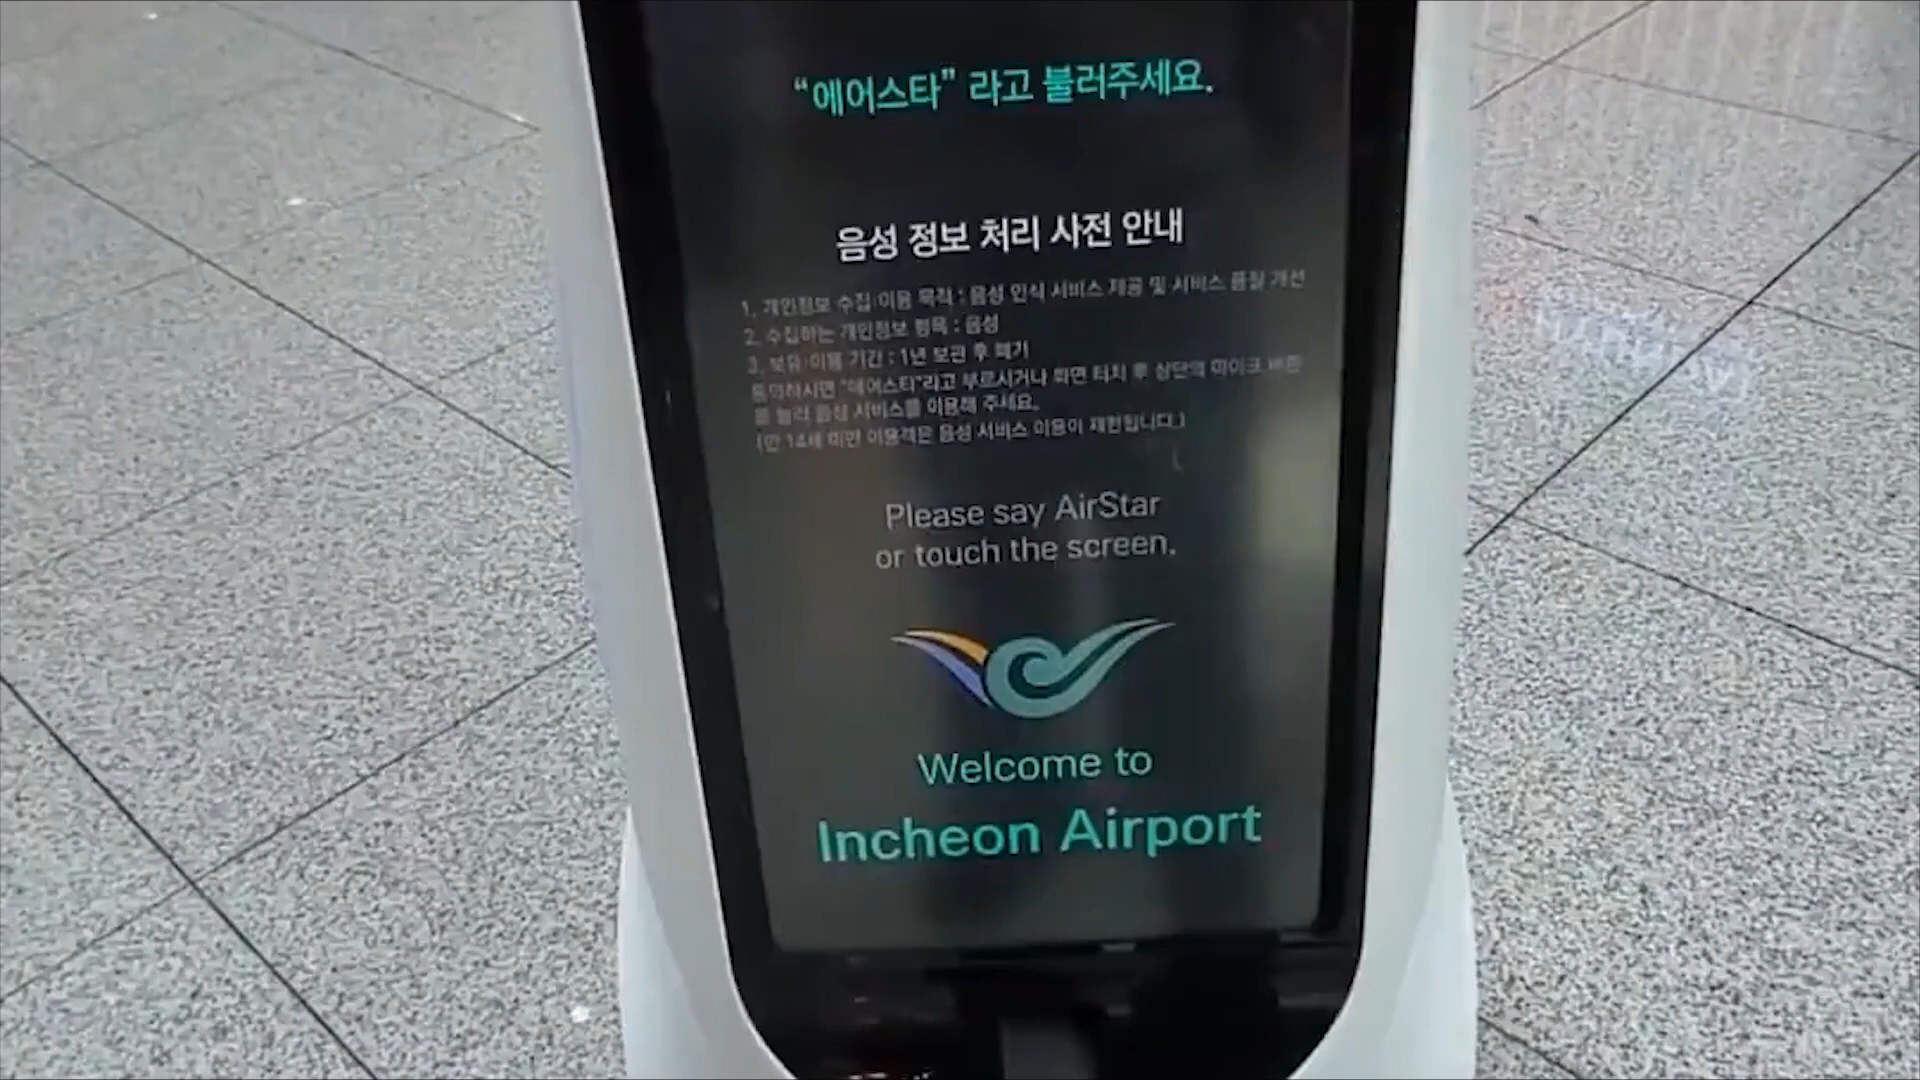 “에어스타” 라고 불러주세요.
음성 정보 처리 사전 안내
1. 개인정보 수집·이용 목적 : 음성 인식 서비스 제공 및 서비스 품질 개선
2. 수집하는 개인정보 항목 : 음성
3. 보유·이용 기간 : 1년 보관 후 폐기
동의하시면 "에어스타"라고 부르시거나 화면 터치 후 상단의 마이크 버튼
을 눌러 음성 서비스를 이용해 주세요.
(만 14세 미만 이용객은 음성 서비스 이용이 제한됩니다.)
Please say AirStar
or touch the screen.
Welcome to
Incheon Airport